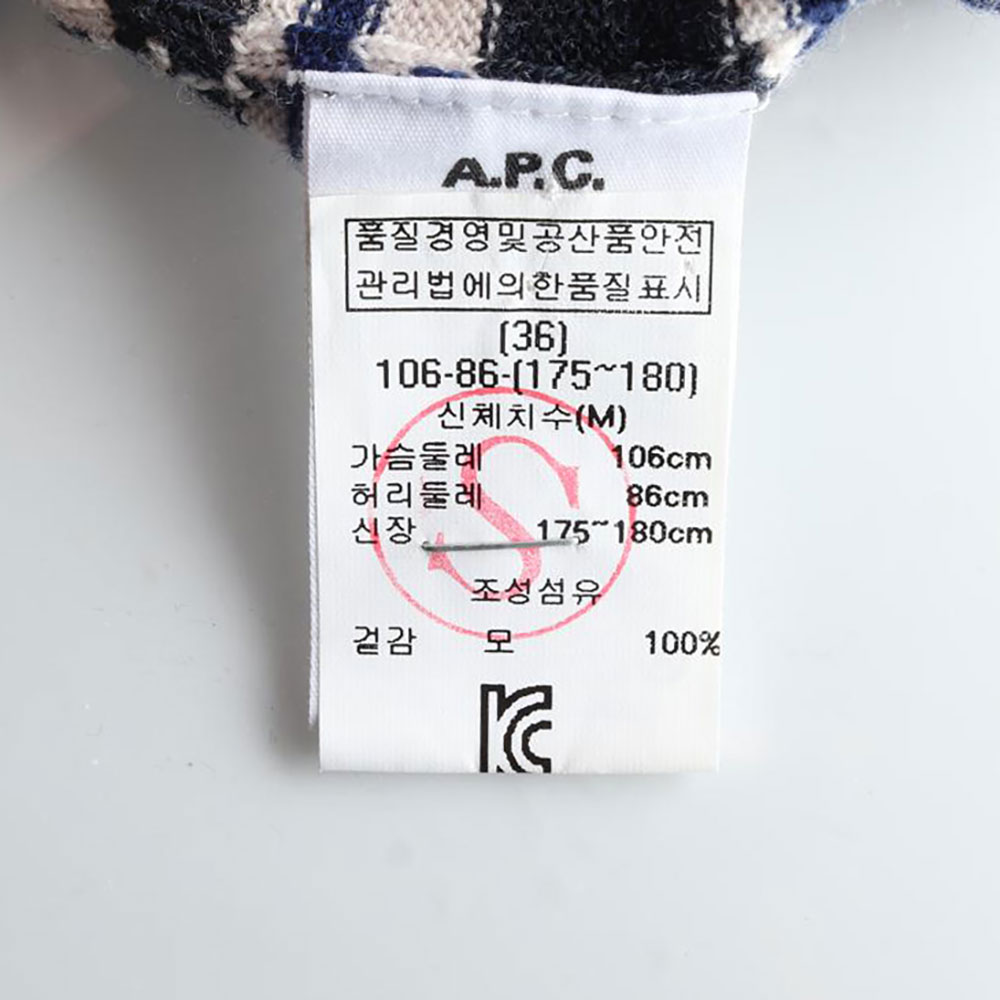 A.P.C.
품질경영및공산품안전
관리법에의한품질표시
(36)
106-86-(175~180)
신체치수(M)
가슴둘레 106cm
허리둘레 86cm
신장 175~180cm
S
조성섬유
겉감 모 100%
KC